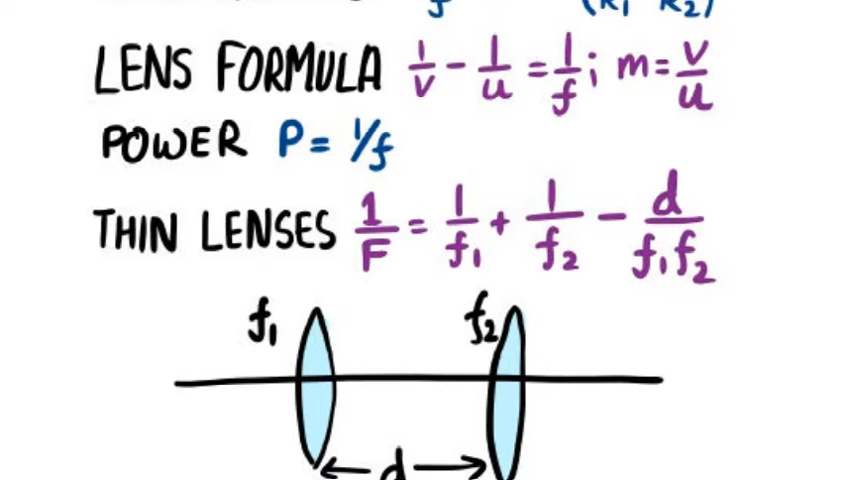 LENS FORMULA 1/v - 1/u = 1/f ; m = v/u
POWER P = 1/f
THIN LENSES 1/F = 1/f₁ + 1/f₂ - d/f₁f₂
f₁ f₂
d